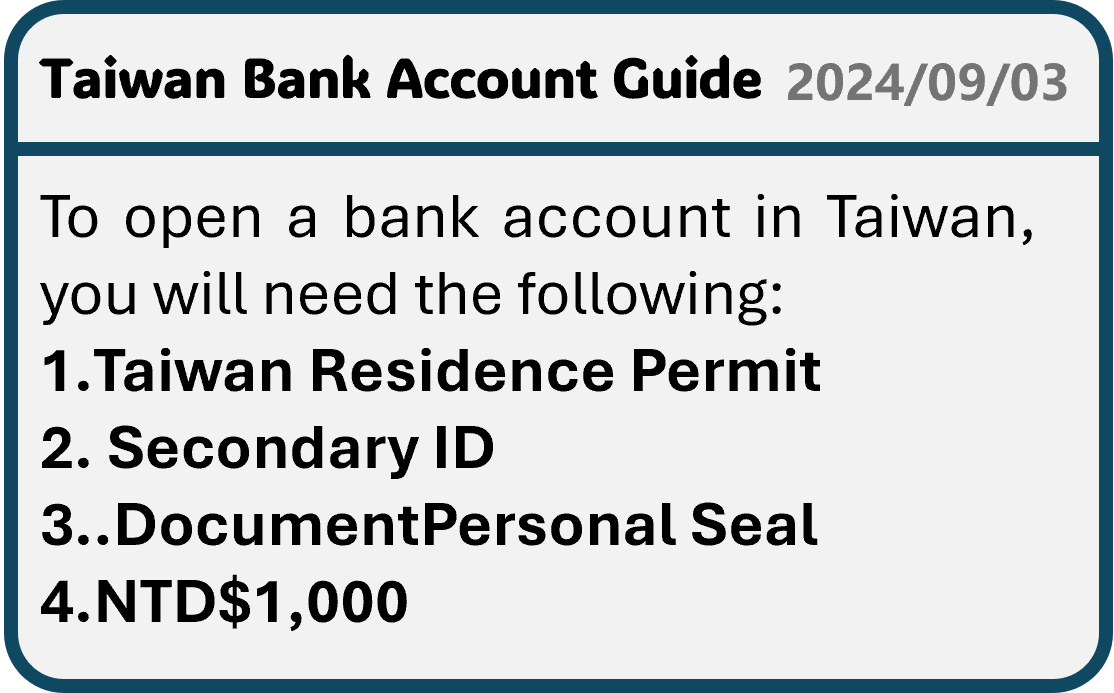 Taiwan Bank Account Guide 2024/09/03
To open a bank account in Taiwan,
you will need the following:
1.Taiwan Residence Permit
2. Secondary ID
3..DocumentPersonal Seal
4.NTD$1,000